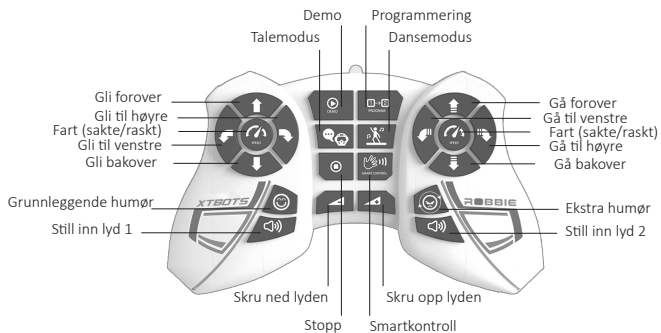 Demo
Programmering
Talemodus
Dansemodus
Gli forover
Gli til høyre
Fart (sakte/raskt)
Gli til venstre
Gli bakover
Gå forover
Gå til venstre
Fart (sakte/raskt)
Gå til høyre
Gå bakover
DEMO
PROGRAM
SPEED
SPEED
SMART CONTROL
Grunnleggende humør
XTBOTS
ROBBIE
Ekstra humør
Still inn lyd 1
Still inn lyd 2
Skru ned lyden
Skru opp lyden
Stopp
Smartkontroll